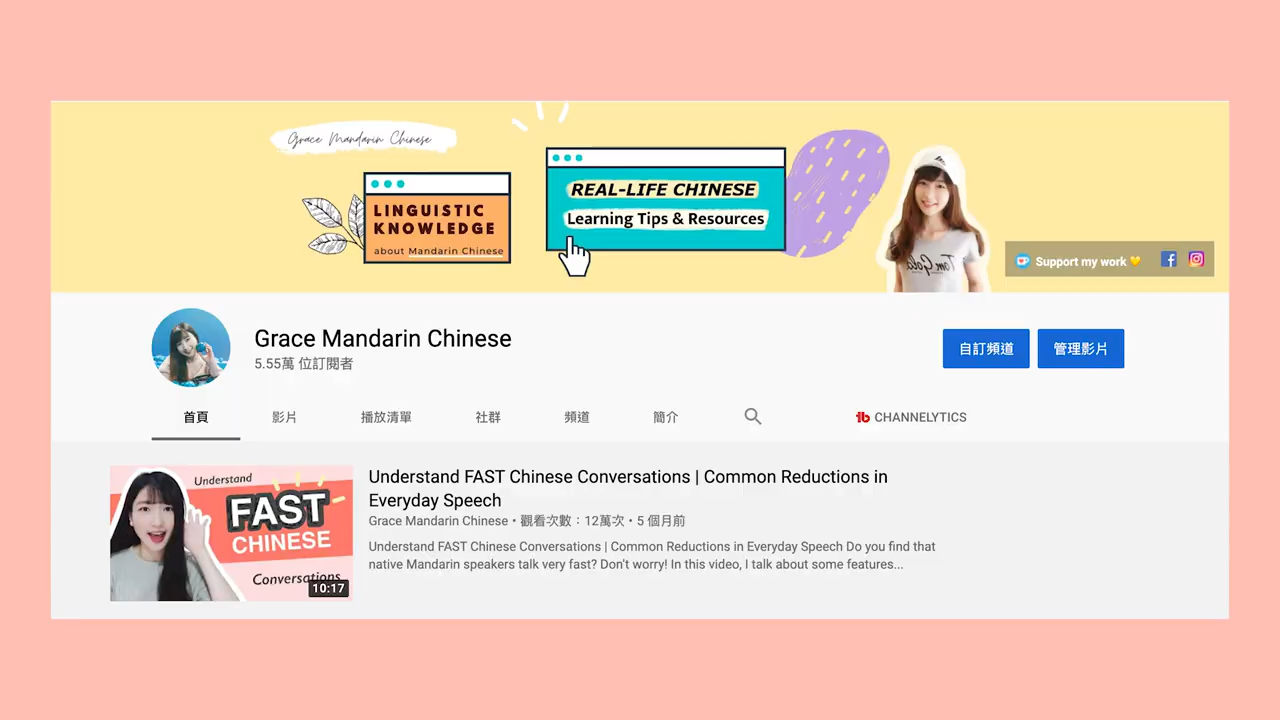 Grace Mandarin Chinese
LINGUISTIC
KNOWLEDGE
about Mandarin Chinese
REAL-LIFE CHINESE
Learning Tips & Resources
Support my work
Grace Mandarin Chinese
5.55萬 位訂閱者
自訂頻道
管理影片
首頁
影片
播放清單
社群
頻道
簡介
CHANNELYTICS
Understand
FAST
CHINESE
Conversations
10:17
Understand FAST Chinese Conversations | Common Reductions in
Everyday Speech
Grace Mandarin Chinese・觀看次數：12萬次・5 個月前
Understand FAST Chinese Conversations | Common Reductions in Everyday Speech Do you find that
native Mandarin speakers talk very fast? Don't worry! In this video, I talk about some features...